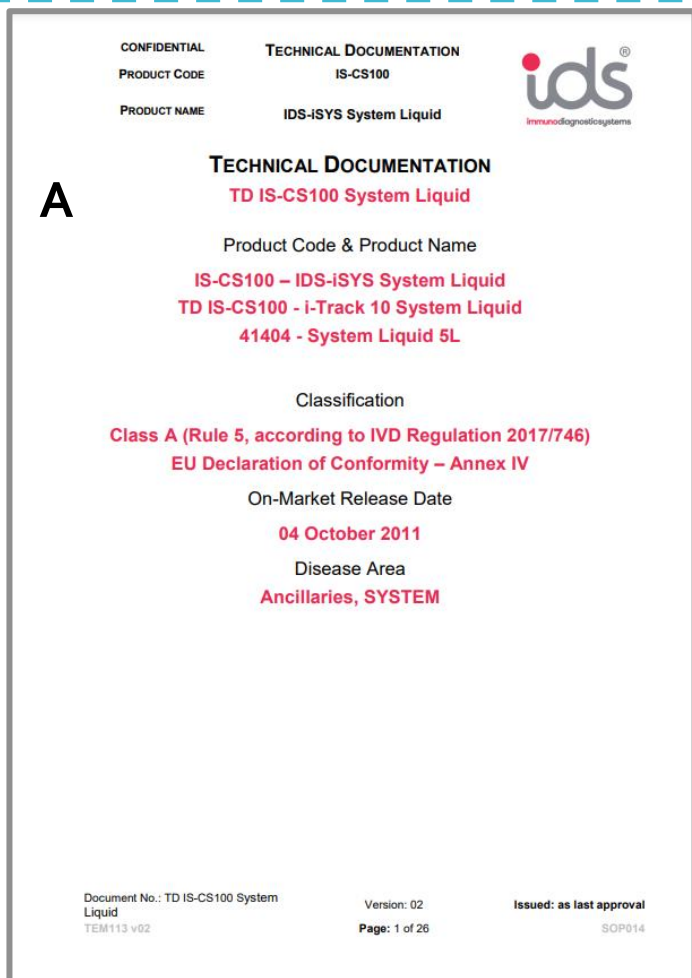 CONFIDENTIAL TECHNICAL DOCUMENTATION
PRODUCT CODE IS-CS100
PRODUCT NAME IDS-iSYS System Liquid
ids®
immunodiagnosticsystems
TECHNICAL DOCUMENTATION
A
TD IS-CS100 System Liquid
Product Code & Product Name
IS-CS100 – IDS-iSYS System Liquid
TD IS-CS100 - i-Track 10 System Liquid
41404 - System Liquid 5L
Classification
Class A (Rule 5, according to IVD Regulation 2017/746)
EU Declaration of Conformity – Annex IV
On-Market Release Date
04 October 2011
Disease Area
Ancillaries, SYSTEM
Document No.: TD IS-CS100 System
Liquid
Version: 02
Issued: as last approval
TEM113 v02
Page: 1 of 26
SOP014